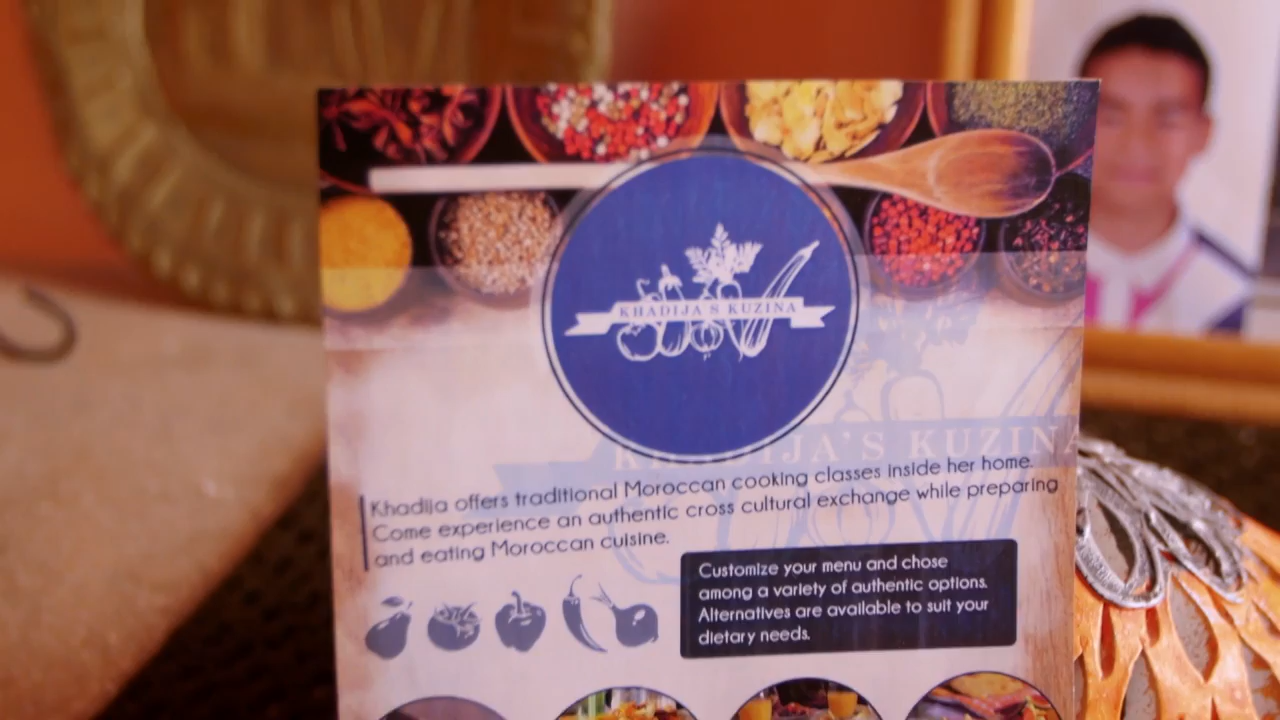 KHADIJA'S KUZINA
KHADIJA'S KUZINA
Khadija offers traditional Moroccan cooking classes inside her home.
Come experience an authentic cross cultural exchange while preparing
and eating Moroccan cuisine.
Customize your menu and chose
among a variety of authentic options.
Alternatives are available to suit your
dietary needs.